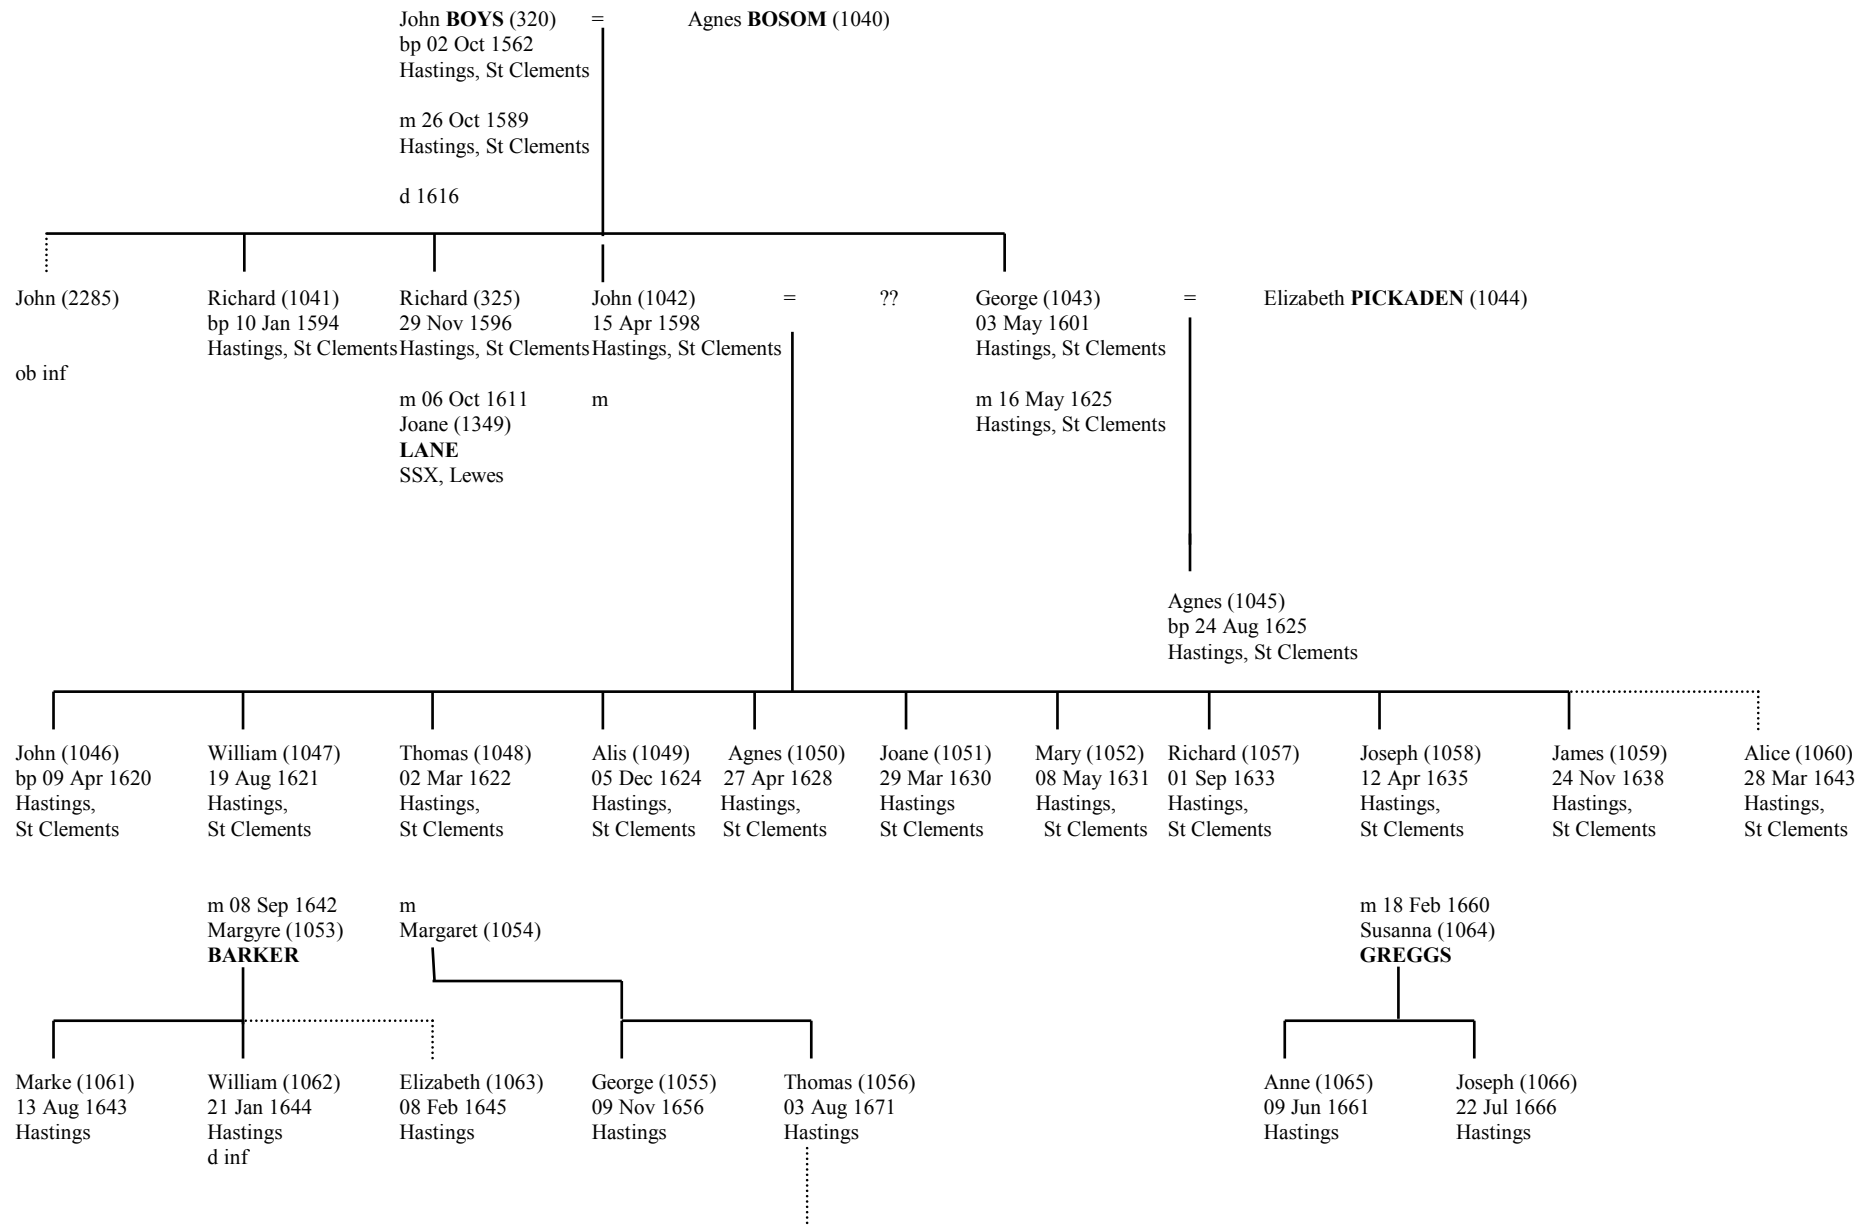 John BOYS (320) = Agnes BOSOM (1040)
bp 02 Oct 1562
Hastings, St Clements
m 26 Oct 1589
Hastings, St Clements
d 1616
John (2285)
ob inf
Richard (1041)
bp 10 Jan 1594
Hastings, St Clements
Richard (325)
29 Nov 1596
Hastings, St Clements
m 06 Oct 1611
Joane (1349)
LANE
SSX, Lewes
John (1042) = ??
15 Apr 1598
Hastings, St Clements
m
George (1043) = Elizabeth PICKADEN (1044)
03 May 1601
Hastings, St Clements
m 16 May 1625
Hastings, St Clements
Agnes (1045)
bp 24 Aug 1625
Hastings, St Clements
John (1046)
bp 09 Apr 1620
Hastings,
St Clements
William (1047)
19 Aug 1621
Hastings,
St Clements
m 08 Sep 1642
Margyre (1053)
BARKER
Thomas (1048)
02 Mar 1622
Hastings,
St Clements
m
Margaret (1054)
Alis (1049)
05 Dec 1624
Hastings,
St Clements
Agnes (1050)
27 Apr 1628
Hastings,
St Clements
Joane (1051)
29 Mar 1630
Hastings
St Clements
Mary (1052)
08 May 1631
Hastings,
St Clements
Richard (1057)
01 Sep 1633
Hastings,
St Clements
Joseph (1058)
12 Apr 1635
Hastings,
St Clements
m 18 Feb 1660
Susanna (1064)
GREGGS
James (1059)
24 Nov 1638
Hastings,
St Clements
Alice (1060)
28 Mar 1643
Hastings,
St Clements
Marke (1061)
13 Aug 1643
Hastings
William (1062)
21 Jan 1644
Hastings
d inf
Elizabeth (1063)
08 Feb 1645
Hastings
George (1055)
09 Nov 1656
Hastings
Thomas (1056)
03 Aug 1671
Hastings
Anne (1065)
09 Jun 1661
Hastings
Joseph (1066)
22 Jul 1666
Hastings